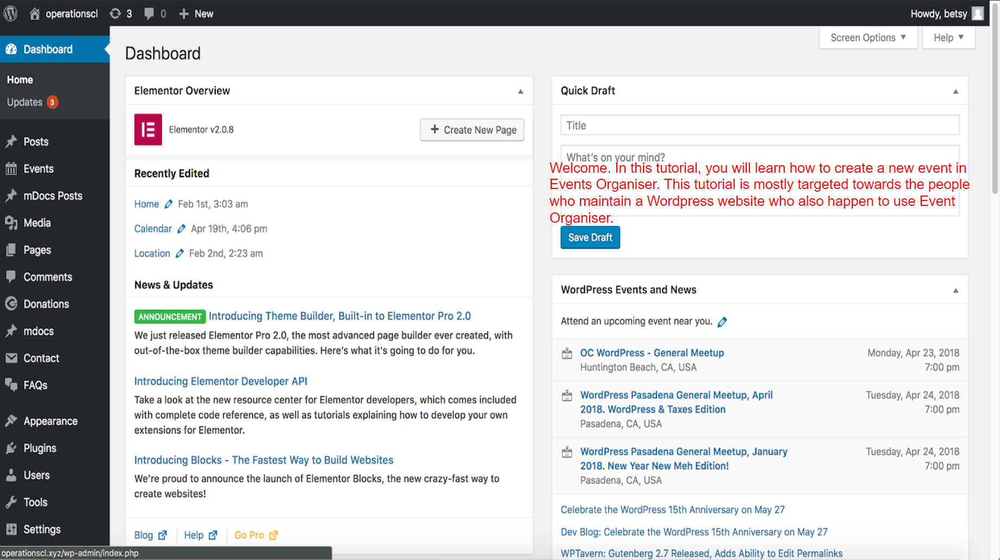 operationscl 3 0 New Howdy, betsy
Screen Options Help
Dashboard
Home
Updates 3
Posts
Events
mDocs Posts
Media
Pages
Comments
Donations
mdocs
Contact
FAQs
Appearance
Plugins
Users
Tools
Settings
operationscl.xyz/wp-admin/index.php
Dashboard
Elementor Overview
Elementor v2.0.8
Create New Page
Recently Edited
Home Feb 1st, 3:03 am
Calendar Apr 19th, 4:06 pm
Location Feb 2nd, 2:23 am
News & Updates
ANNOUNCEMENT Introducing Theme Builder, Built-in to Elementor Pro 2.0
We just released Elementor Pro 2.0, the most advanced page builder ever created, with
out-of-the-box theme builder capabilities. Here's what it's going to do for you.
Introducing Elementor Developer API
Take a look at the new resource center for Elementor developers, which comes included
with complete code reference, as well as tutorials explaining how to develop your own
extensions for Elementor.
Introducing Blocks - The Fastest Way to Build Websites
We're proud to announce the launch of Elementor Blocks, the new crazy-fast way to
create websites!
Blog Help Go Pro
Quick Draft
Title
What's on your mind?
Welcome. In this tutorial, you will learn how to create a new event in
Events Organiser. This tutorial is mostly targeted towards the people
who maintain a Wordpress website who also happen to use Event
Organiser.
Save Draft
WordPress Events and News
Attend an upcoming event near you.
OC WordPress - General Meetup Monday, Apr 23, 2018
Huntington Beach, CA, USA 7:00 pm
WordPress Pasadena General Meetup, April Tuesday, Apr 24, 2018
2018. WordPress & Taxes Edition 7:00 pm
Pasadena, CA, USA
WordPress Pasadena General Meetup, January Tuesday, Apr 24, 2018
2018. New Year New Meh Edition! 7:00 pm
Pasadena, CA, USA
Celebrate the WordPress 15th Anniversary on May 27
Dev Blog: Celebrate the WordPress 15th Anniversary on May 27
WPTavern: Gutenberg 2.7 Released, Adds Ability to Edit Permalinks